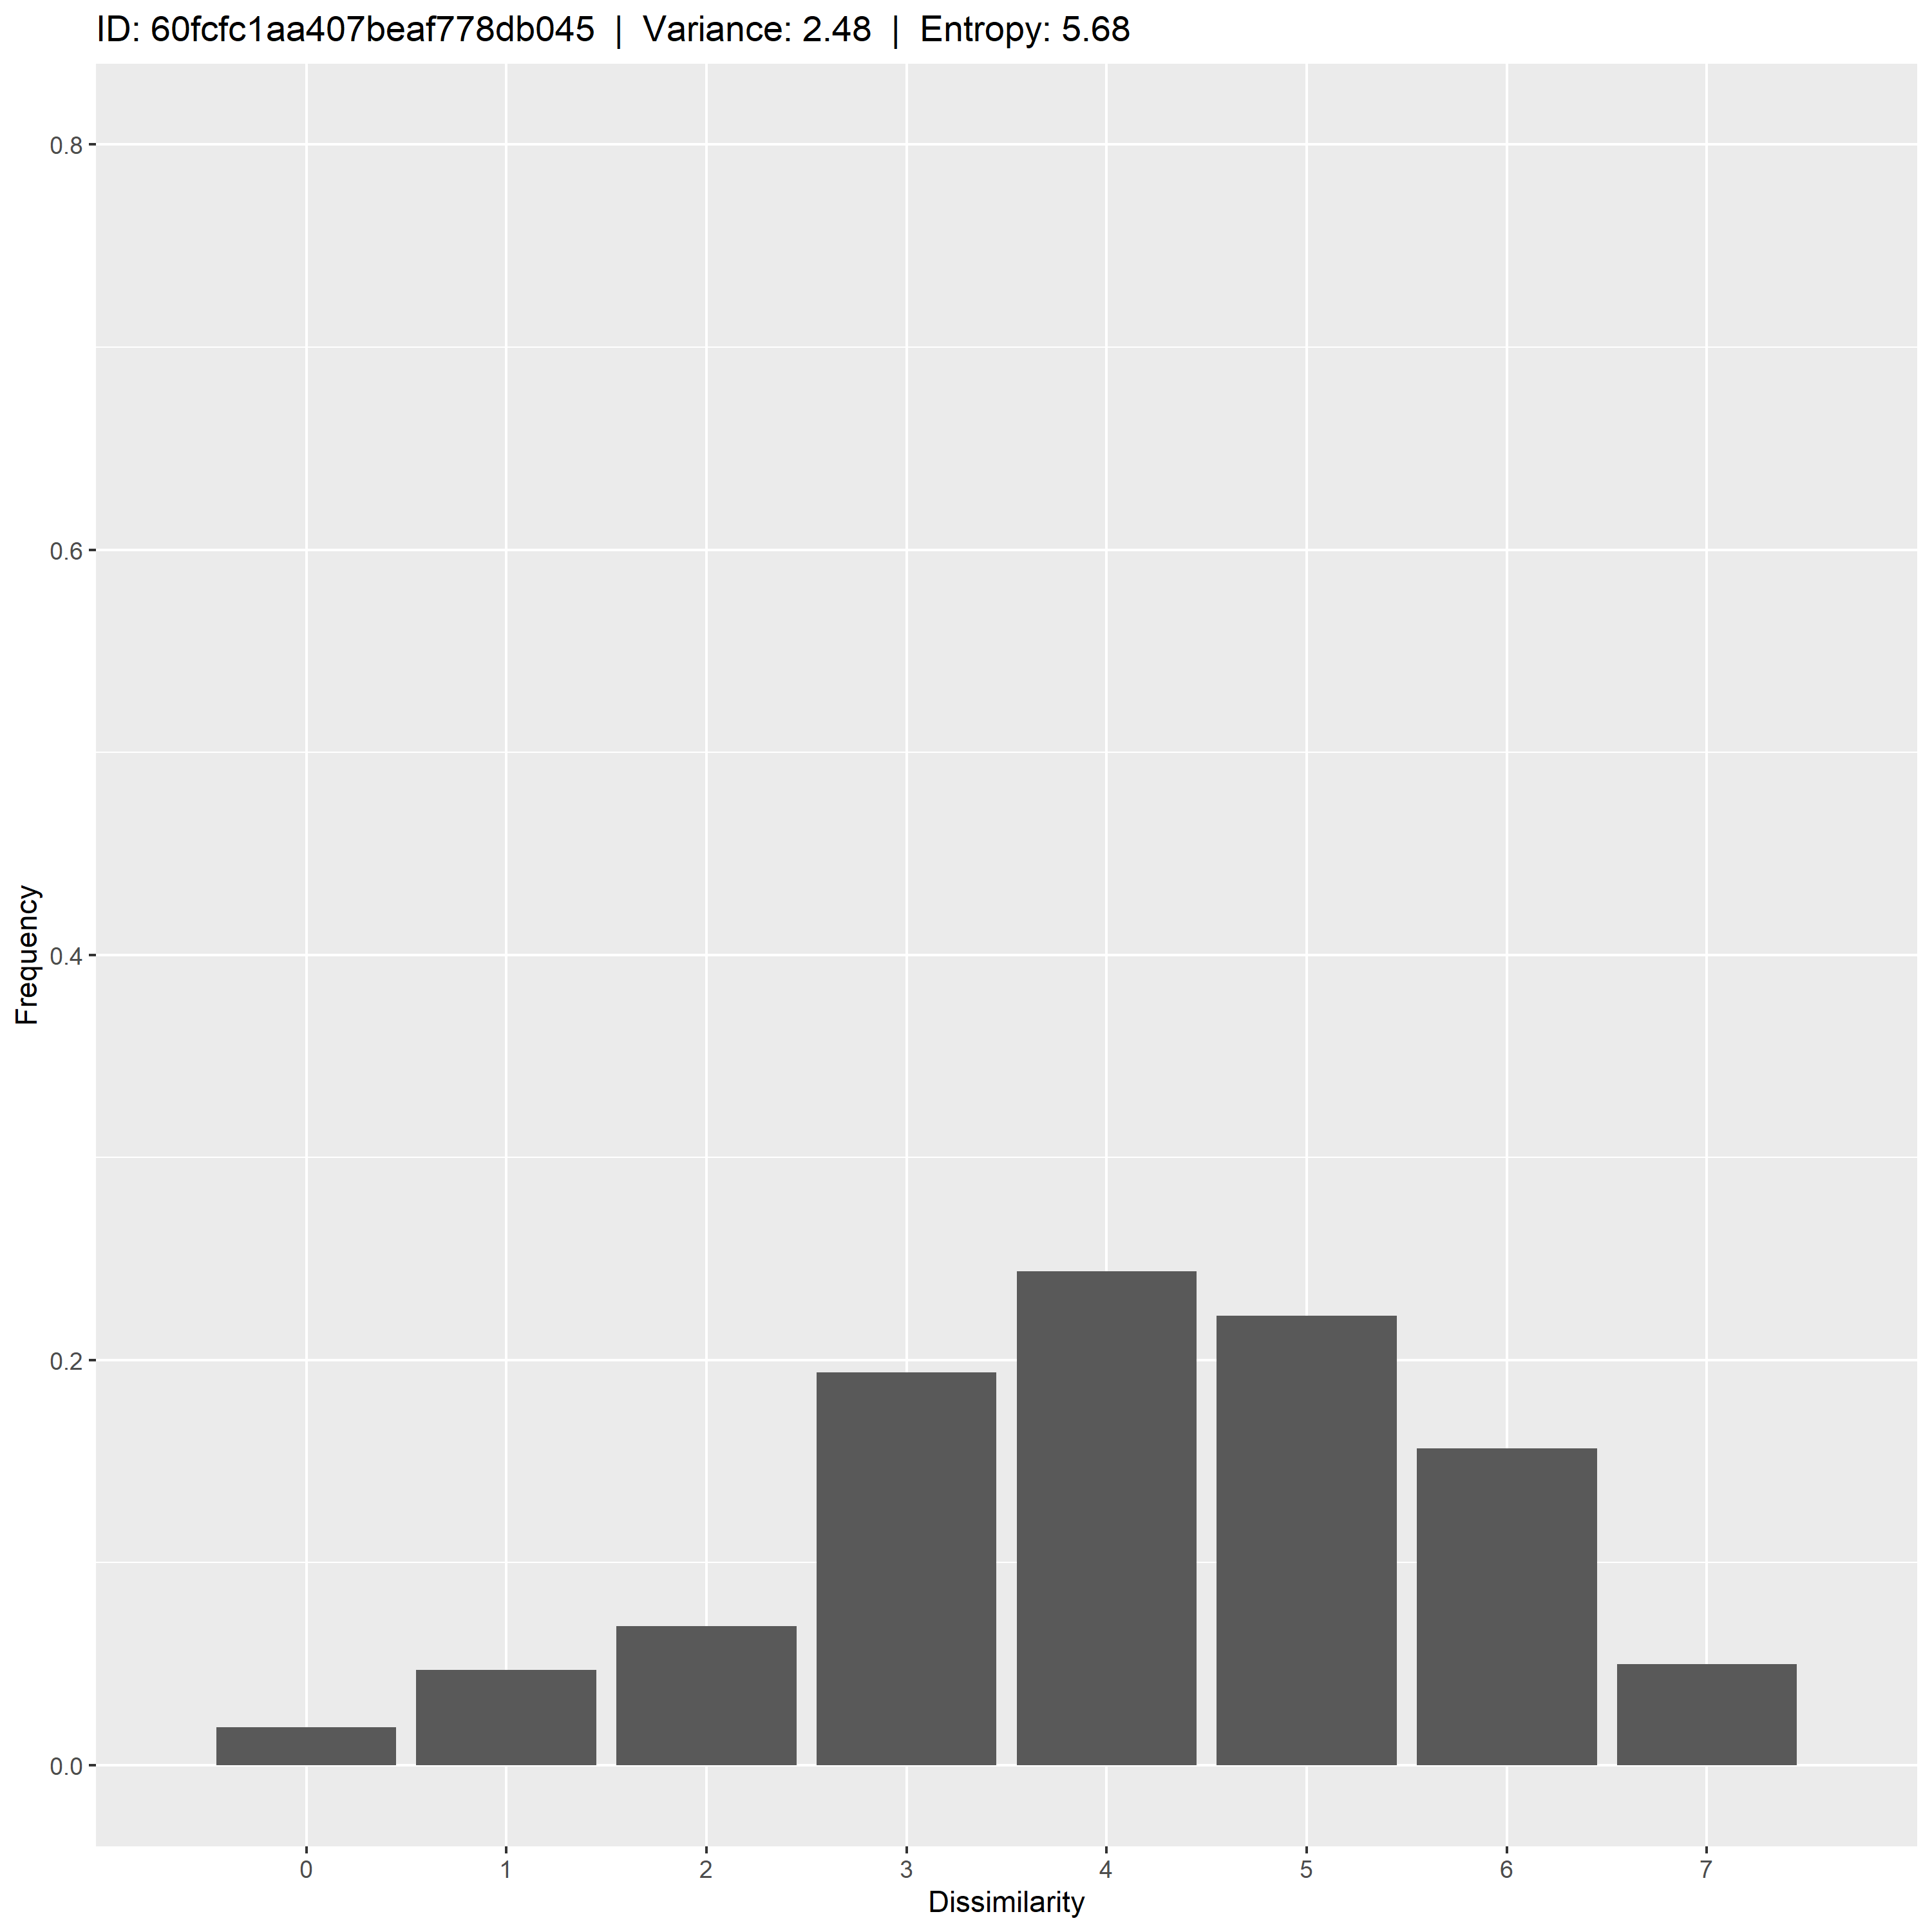 ID: 60fcfc1aa407beaf778db045 | Variance: 2.48 | Entropy: 5.68
0.8
0.6
0.4
0.2
0.0
Frequency
0 1 2 3 4 5 6 7
Dissimilarity